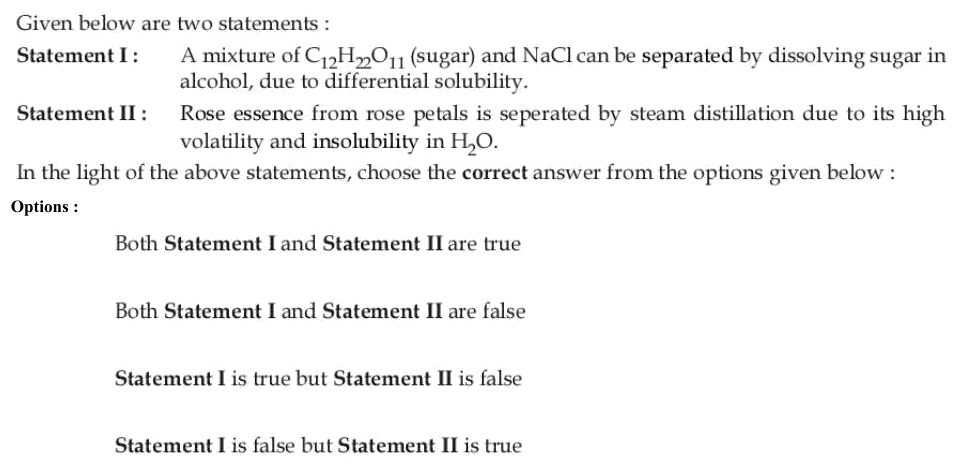 Given below are two statements :
Statement I : A mixture of C₁₂H₂₂O₁₁ (sugar) and NaCl can be separated by dissolving sugar in
alcohol, due to differential solubility.
Statement II : Rose essence from rose petals is seperated by steam distillation due to its high
volatility and insolubility in H₂O.
In the light of the above statements, choose the correct answer from the options given below :
Options :
Both Statement I and Statement II are true
Both Statement I and Statement II are false
Statement I is true but Statement II is false
Statement I is false but Statement II is true